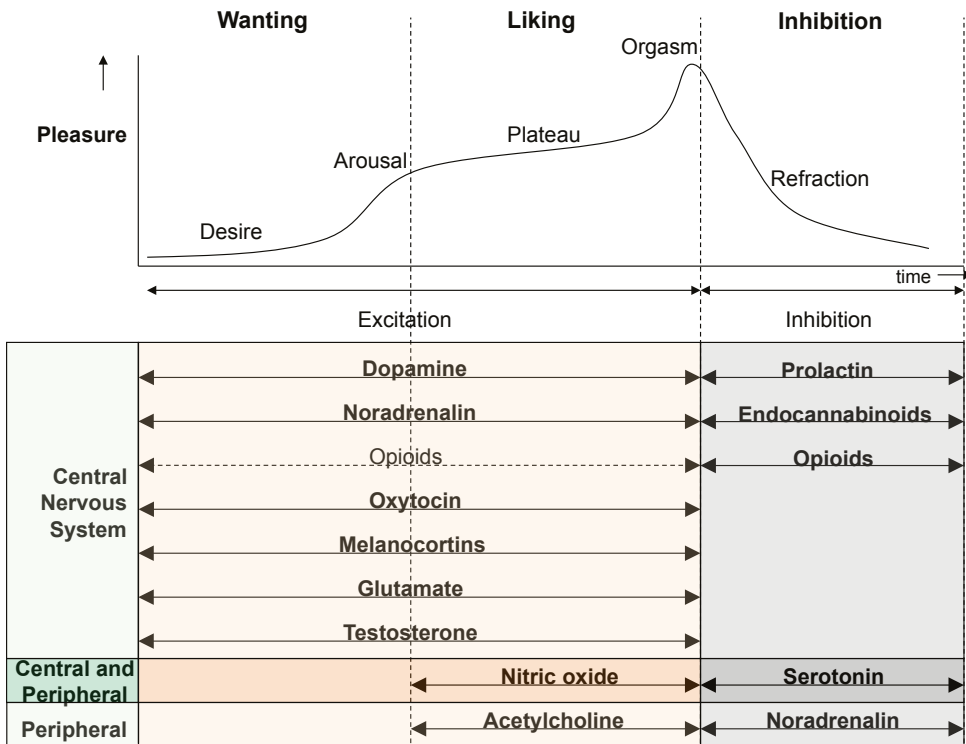 Wanting Liking Inhibition
Orgasm
Pleasure
Plateau
Arousal
Refraction
Desire
time
Excitation Inhibition
Dopamine Prolactin
Noradrenalin Endocannabinoids
Opioids Opioids
Central
Nervous
System
Oxytocin
Melanocortins
Glutamate
Testosterone
Central and
Peripheral
Nitric oxide Serotonin
Peripheral Acetylcholine Noradrenalin